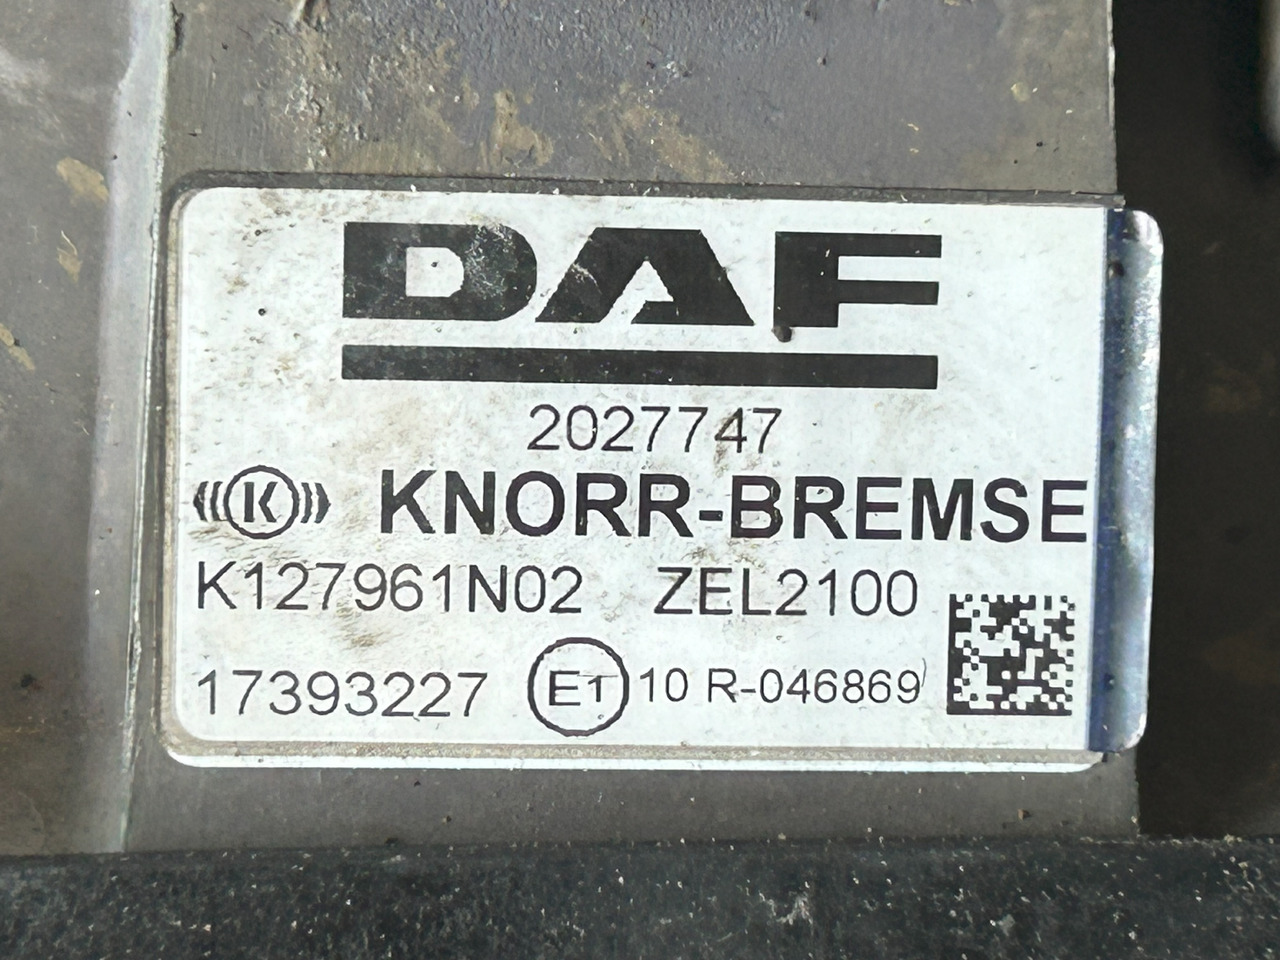 DAF
2027747
K KNORR-BREMSE
K127961N02 ZEL2100
17393227 E1 10 R-046869